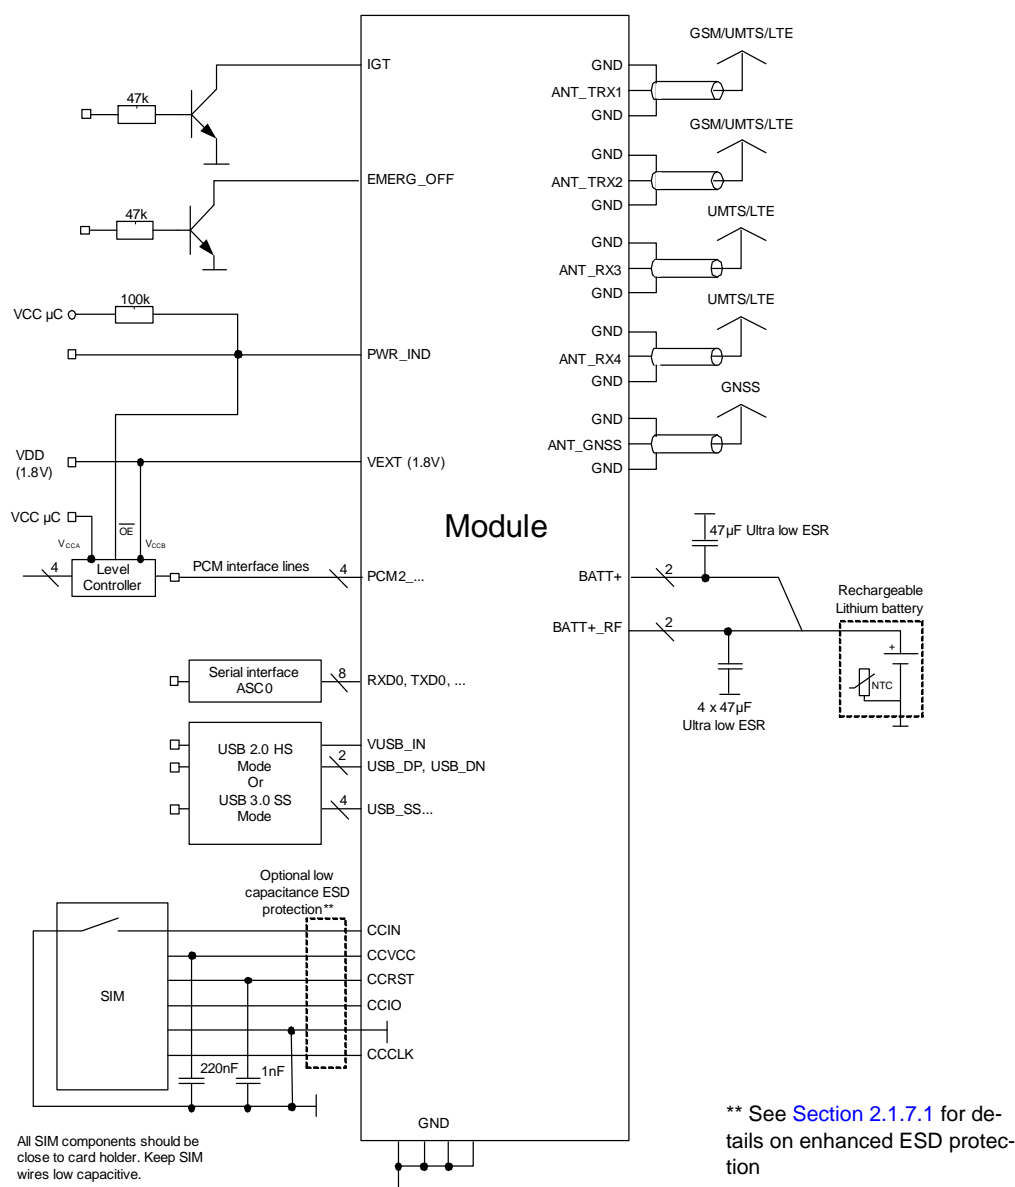 GSM/UMTS/LTE
IGT
GND
ANT_TRX1
GND
47k
GSM/UMTS/LTE
GND
EMERG_OFF
ANT_TRX2
GND
47k
UMTS/LTE
GND
ANT_RX3
GND
100k
VCC µC
UMTS/LTE
GND
PWR_IND
ANT_RX4
GND
GNSS
GND
ANT_GNSS
GND
VDD
(1.8V)
VEXT (1.8V)
VCC µC
OE
VCCA
VCCB
Module
47µF Ultra low ESR
4
Level
Controller
PCM interface lines
4
PCM2_...
BATT+
2
Rechargeable
Lithium battery
BATT+_RF
2
+
NTC
4 x 47µF
Ultra low ESR
Serial interface
ASC0
8
RXD0, TXD0, ...
USB 2.0 HS
Mode
Or
USB 3.0 SS
Mode
VUSB_IN
2
USB_DP, USB_DN
4
USB_SS...
Optional low
capacitance ESD
protection**
SIM
CCIN
CCVCC
CCRST
CCIO
CCCLK
220nF
1nF
GND
All SIM components should be
close to card holder. Keep SIM
wires low capacitive.
** See Section 2.1.7.1 for de-
tails on enhanced ESD protec-
tion